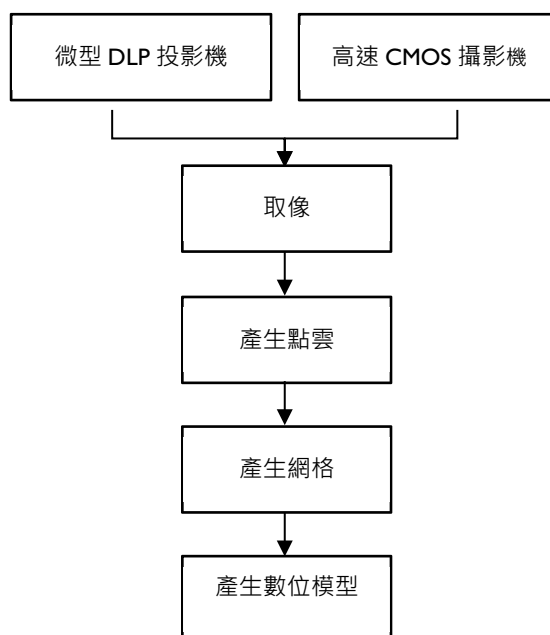 微型 DLP 投影機
高速 CMOS 攝影機
取像
產生點雲
產生網格
產生數位模型